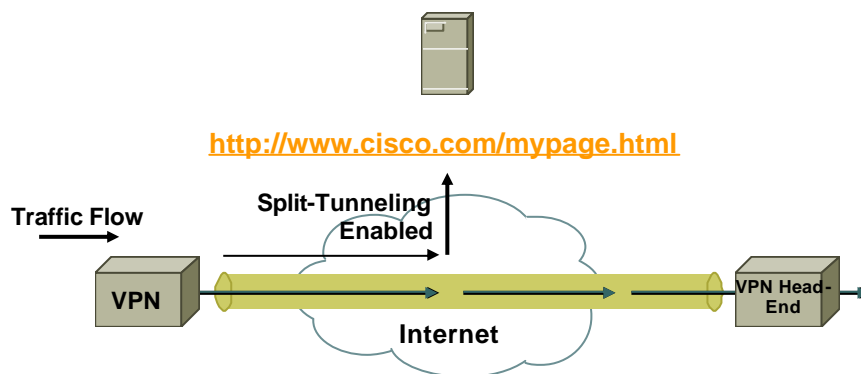 http://www.cisco.com/mypage.html
Split-Tunneling
Enabled
Traffic Flow
VPN
VPN Head-
End
Internet